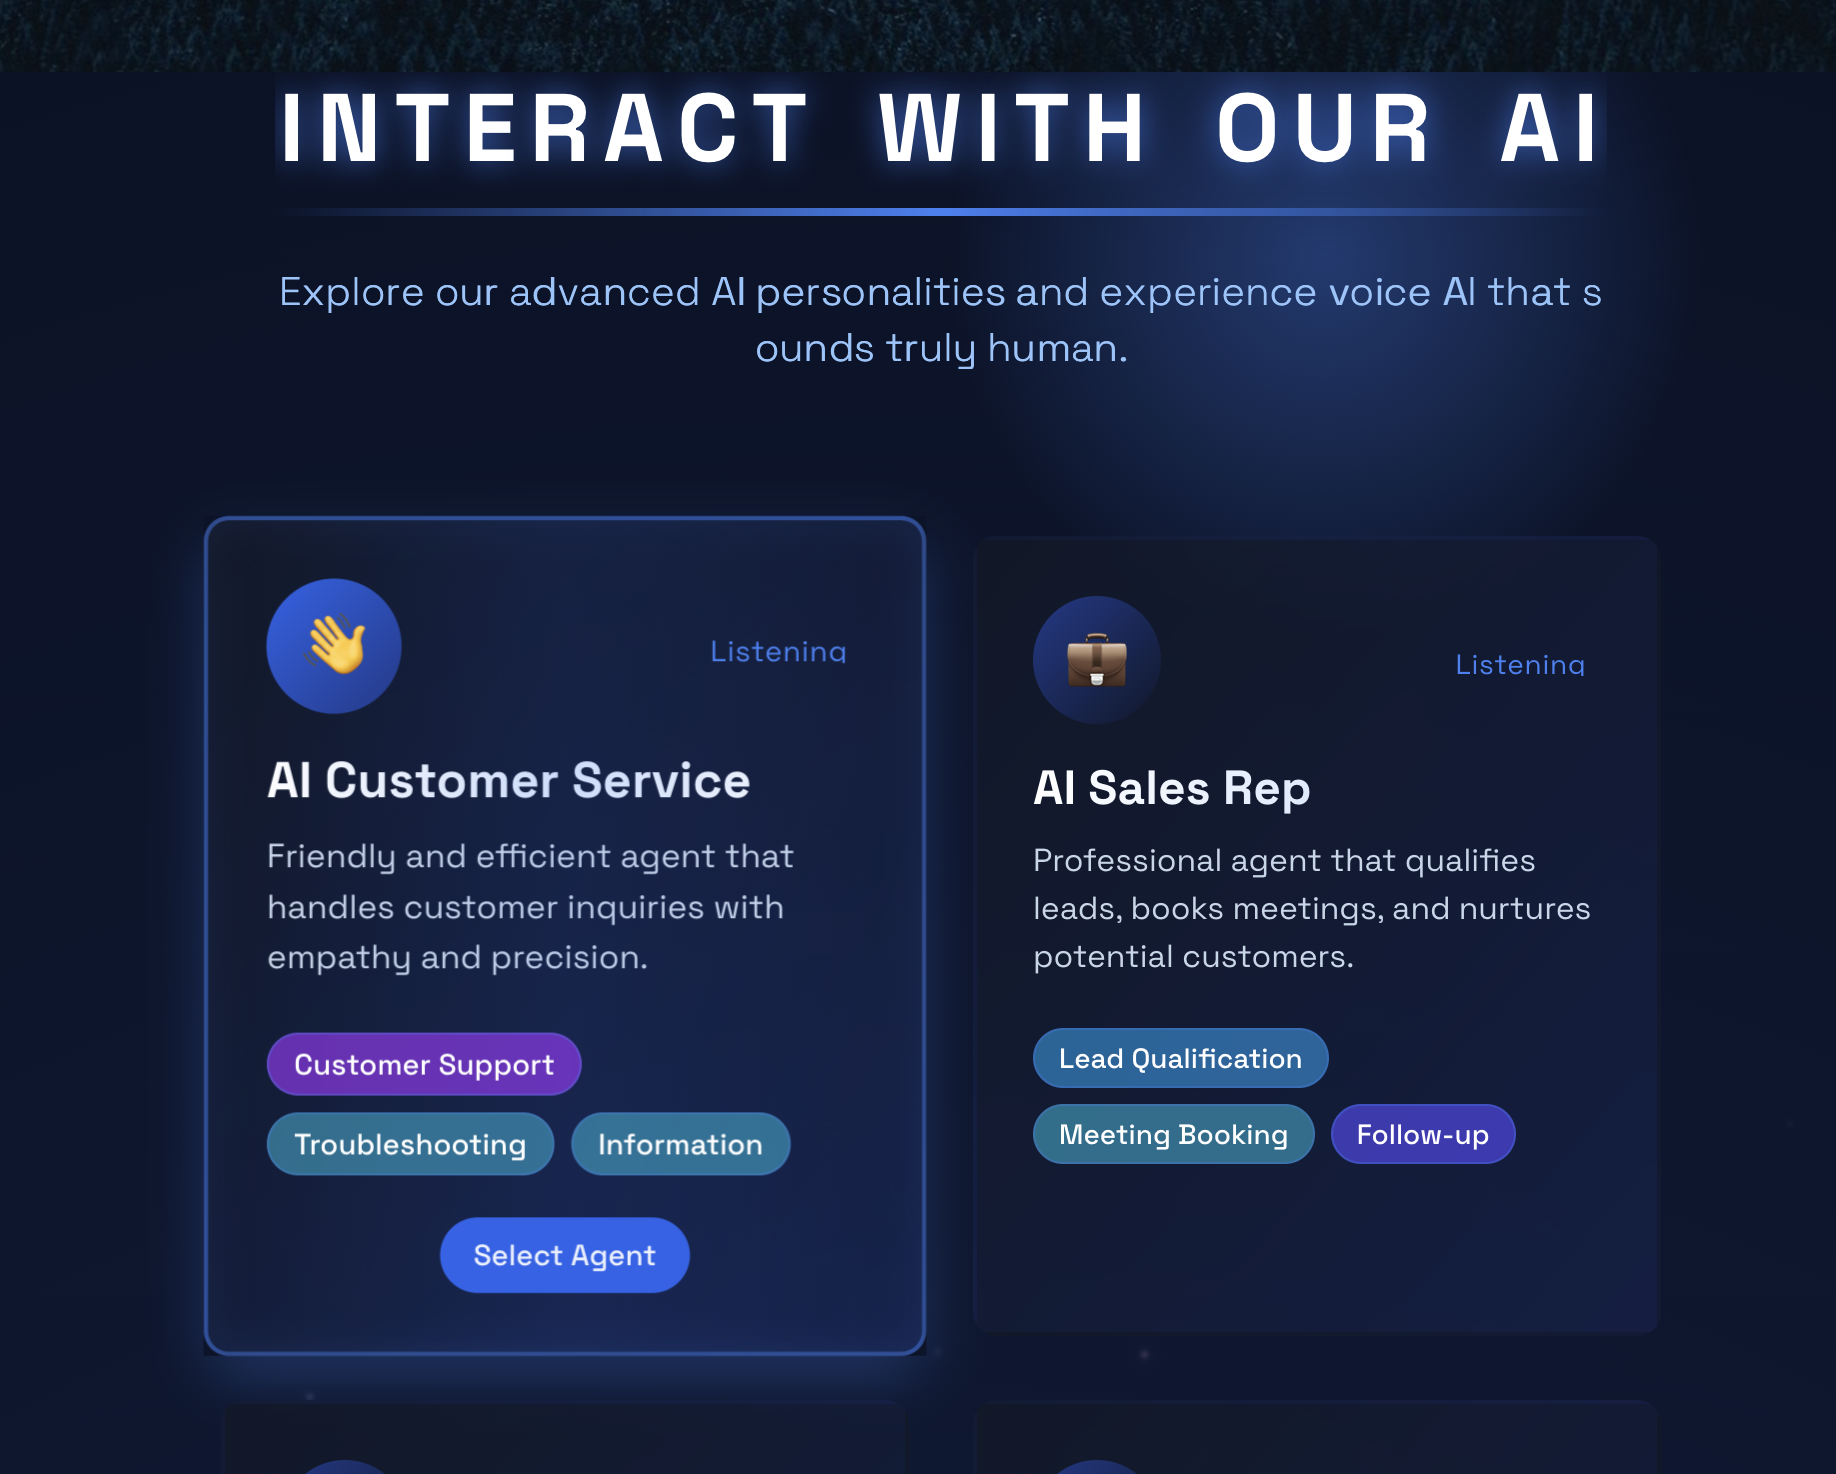 INTERACT WITH OUR AI
Explore our advanced AI personalities and experience voice AI that s
ounds truly human.
Listening
AI Customer Service
Friendly and efficient agent that
handles customer inquiries with
empathy and precision.
Customer Support
Troubleshooting
Information
Select Agent
Listening
AI Sales Rep
Professional agent that qualifies
leads, books meetings, and nurtures
potential customers.
Lead Qualification
Meeting Booking
Follow-up